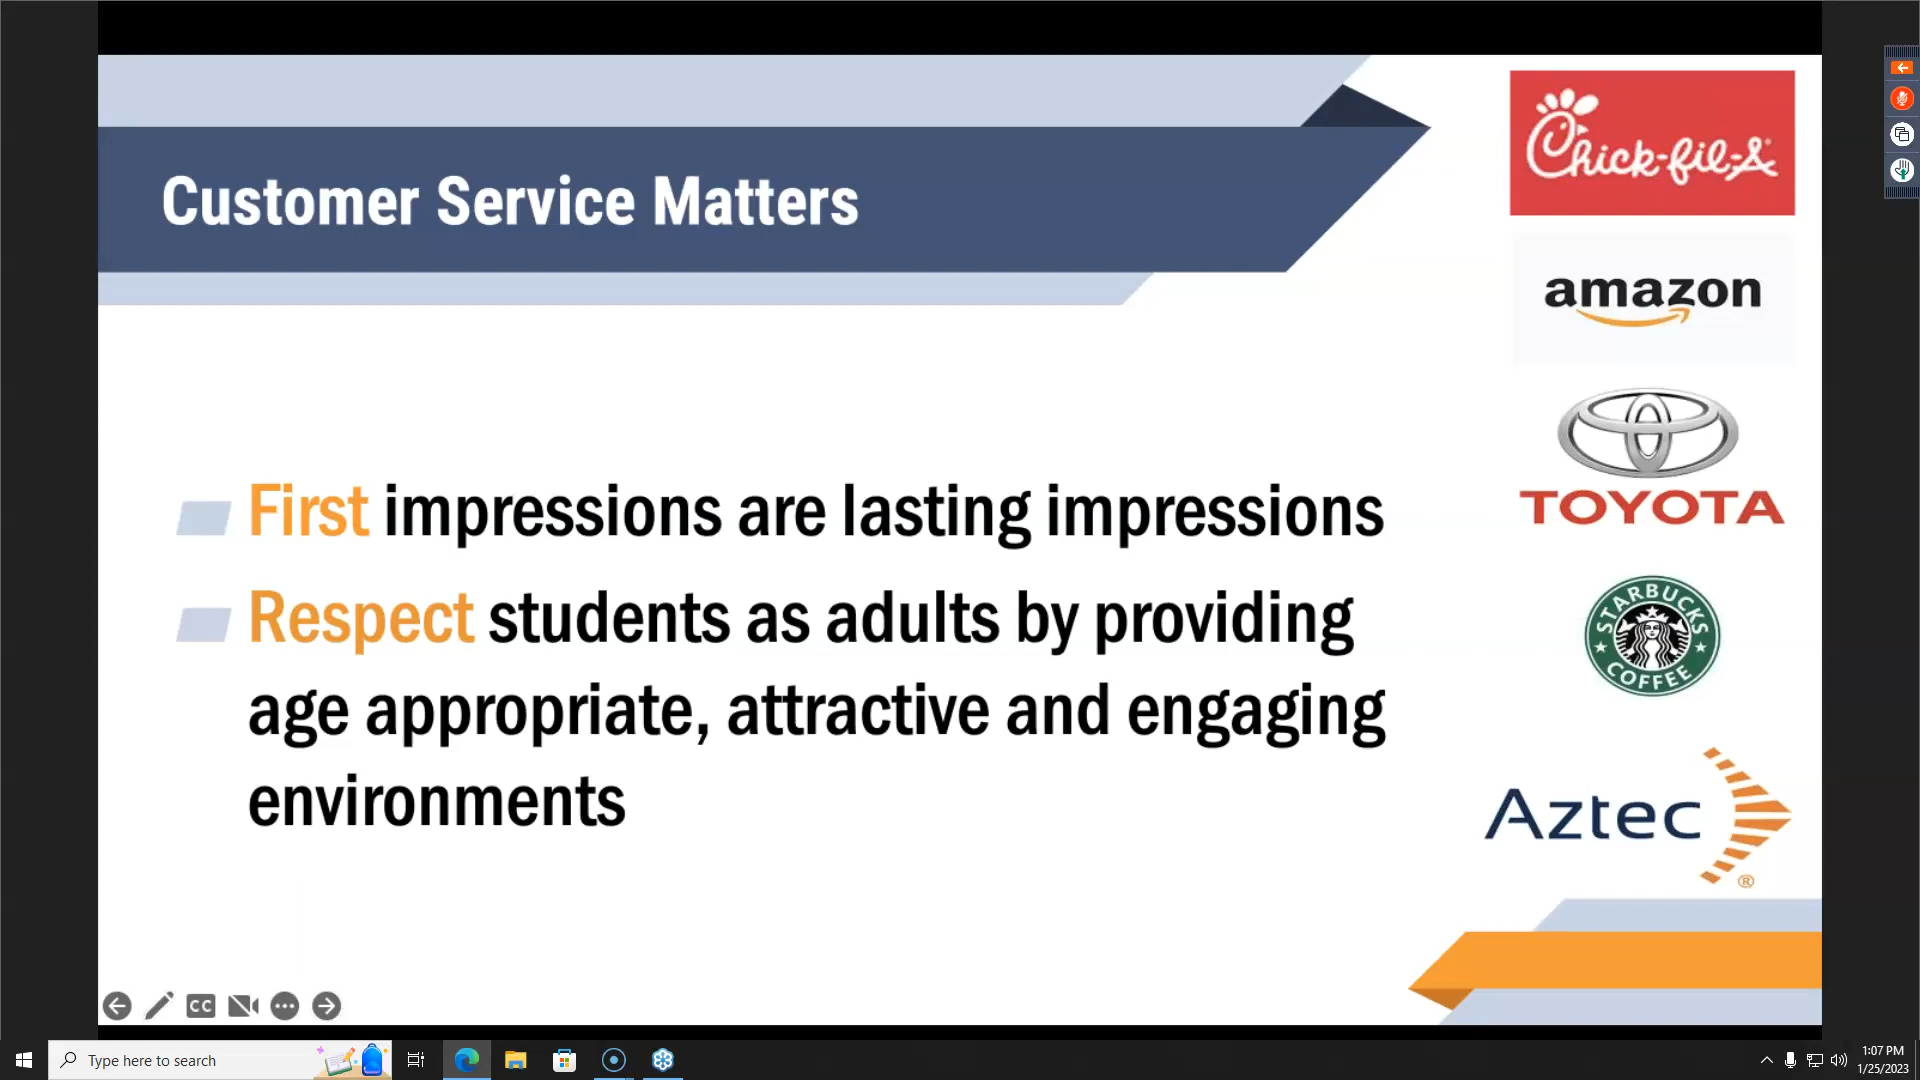 Customer Service Matters
Chick-fil-A
amazon
TOYOTA
STARBUCKS
COFFEE
Aztec
®
First impressions are lasting impressions
Respect students as adults by providing
age appropriate, attractive and engaging
environments
CC
Type here to search
1:07 PM
1/25/2023